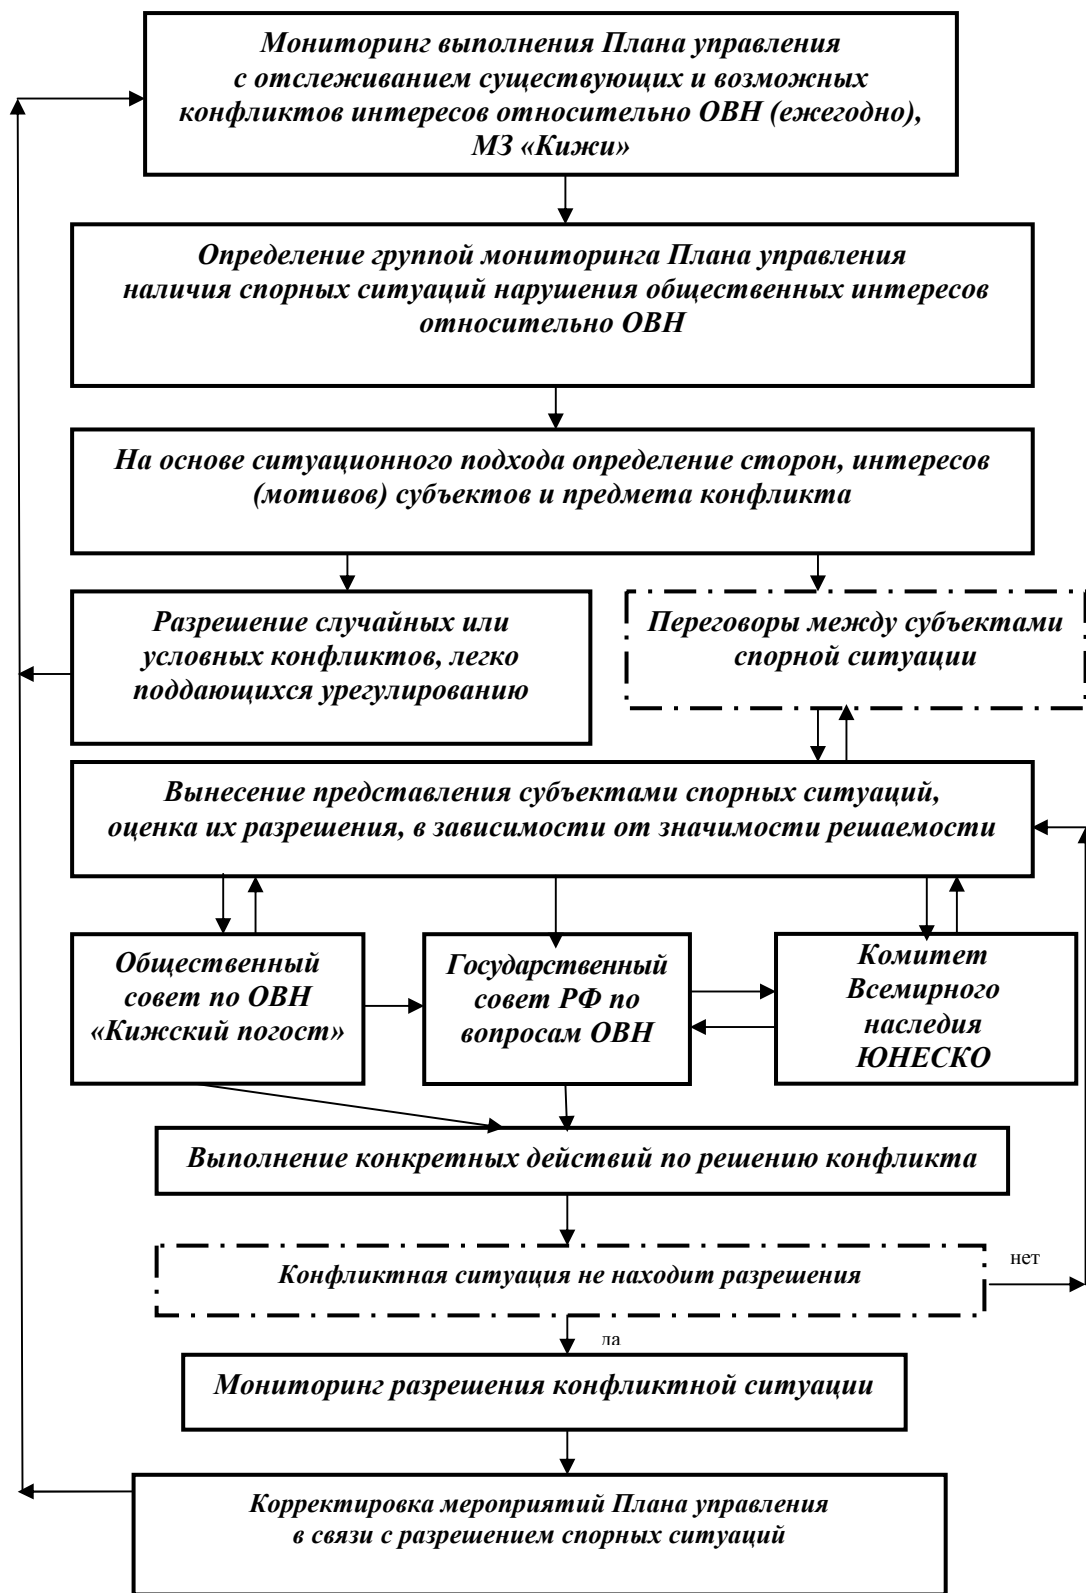 Мониторинг выполнения Плана управления
с отслеживанием существующих и возможных
конфликтов интересов относительно ОВН (ежегодно),
МЗ «Кижи»
Определение группой мониторинга Плана управления
наличия спорных ситуаций нарушения общественных интересов
относительно ОВН
На основе ситуационного подхода определение сторон, интересов
(мотивов) субъектов и предмета конфликта
Разрешение случайных или
условных конфликтов, легко
поддающихся урегулированию
Переговоры между субъектами
спорной ситуации
Вынесение представления субъектами спорных ситуаций,
оценка их разрешения, в зависимости от значимости решаемости
Общественный
совет по ОВН
«Кижский погост»
Государственный
совет РФ по
вопросам ОВН
Комитет
Всемирного
наследия
ЮНЕСКО
Выполнение конкретных действий по решению конфликта
Конфликтная ситуация не находит разрешения
нет
да
Мониторинг разрешения конфликтной ситуации
Корректировка мероприятий Плана управления
в связи с разрешением спорных ситуаций